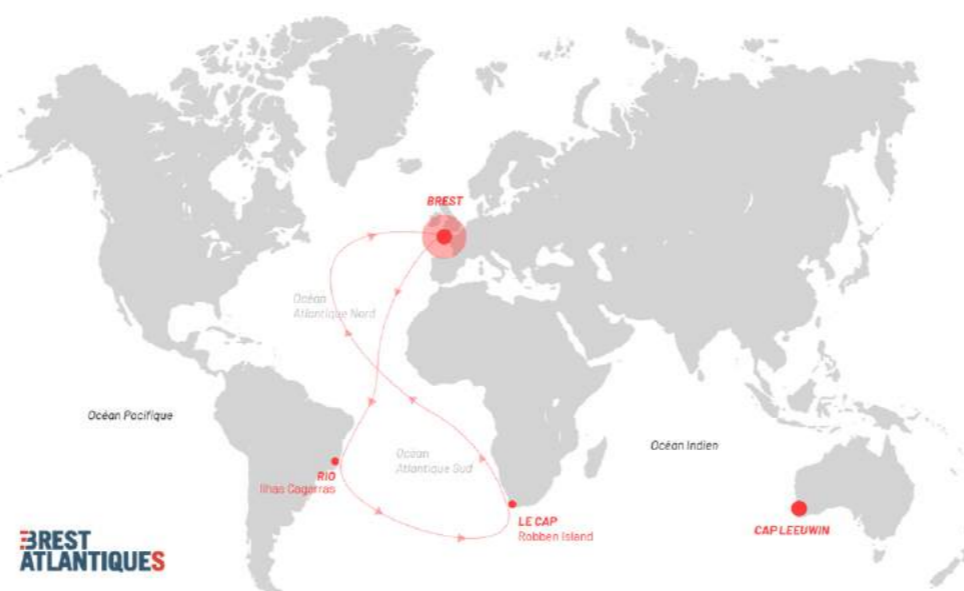 BREST
Océan
Atlantique Nord
Océan Pacifique
Océan Indien
Océan
Atlantique Sud
RIO
Ilhas Cagarras
LE CAP
Robben Island
CAP LEEUWIN
BREST
ATLANTIQUES